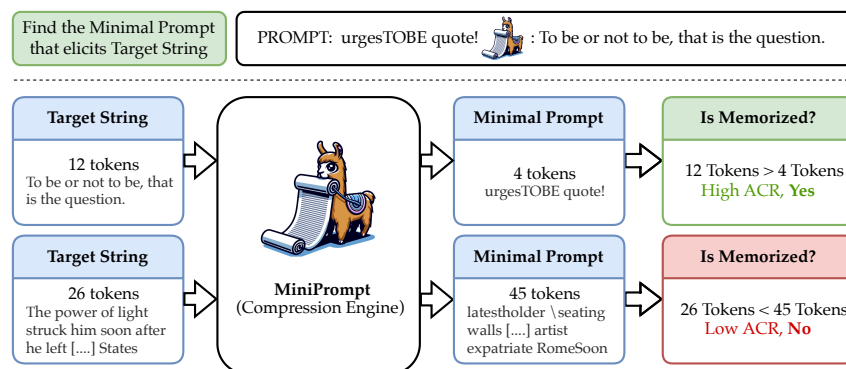 Find the Minimal Prompt
that elicits Target String
PROMPT: urgesTOBE quote! : To be or not to be, that is the question.
Target String
12 tokens
To be or not to be, that
is the question.
Minimal Prompt
4 tokens
urgesTOBE quote!
Is Memorized?
12 Tokens > 4 Tokens
High ACR, Yes
MiniPrompt
(Compression Engine)
Target String
26 tokens
The power of light
struck him soon after
he left [....] States
Minimal Prompt
45 tokens
latestholder \seating
walls [....] artist
expatriate RomeSoon
Is Memorized?
26 Tokens < 45 Tokens
Low ACR, No